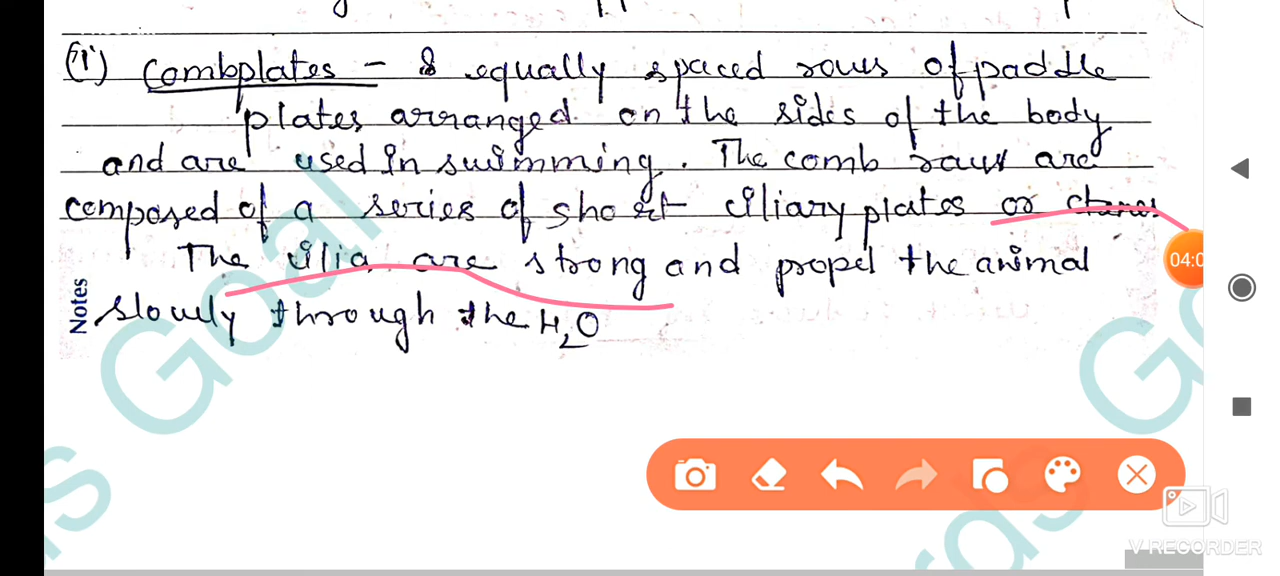 (i) Combplates - 8 equally spaced rows of paddle
plates arranged on the sides of the body
and are used in swimming. The comb rows are
composed of a series of short ciliary plates or ctenes
The cilia are strong and propel the animal
slowly through the H2O
Notes
Goal
04:0
V RECORDER